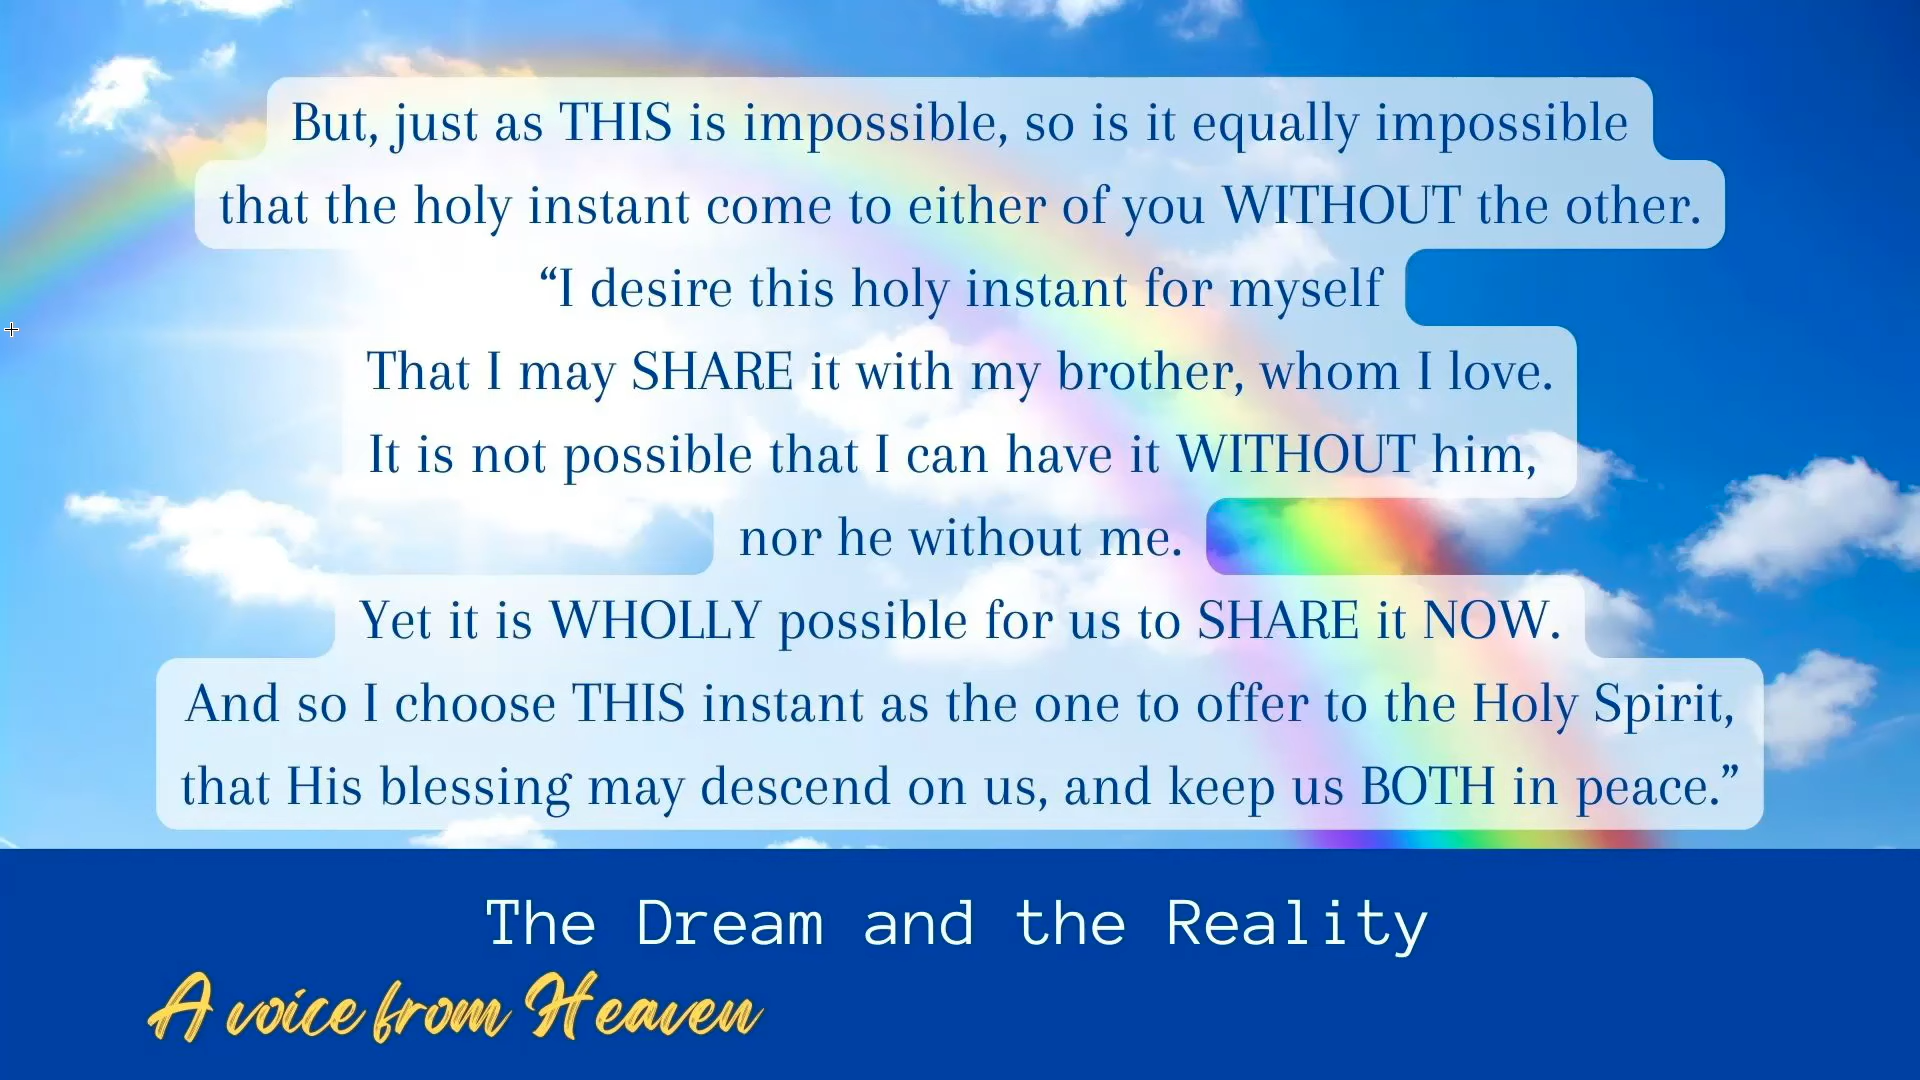 But, just as THIS is impossible, so is it equally impossible
that the holy instant come to either of you WITHOUT the other.
“I desire this holy instant for myself
That I may SHARE it with my brother, whom I love.
It is not possible that I can have it WITHOUT him,
nor he without me.
Yet it is WHOLLY possible for us to SHARE it NOW.
And so I choose THIS instant as the one to offer to the Holy Spirit,
that His blessing may descend on us, and keep us BOTH in peace.”
The Dream and the Reality
A voice from Heaven